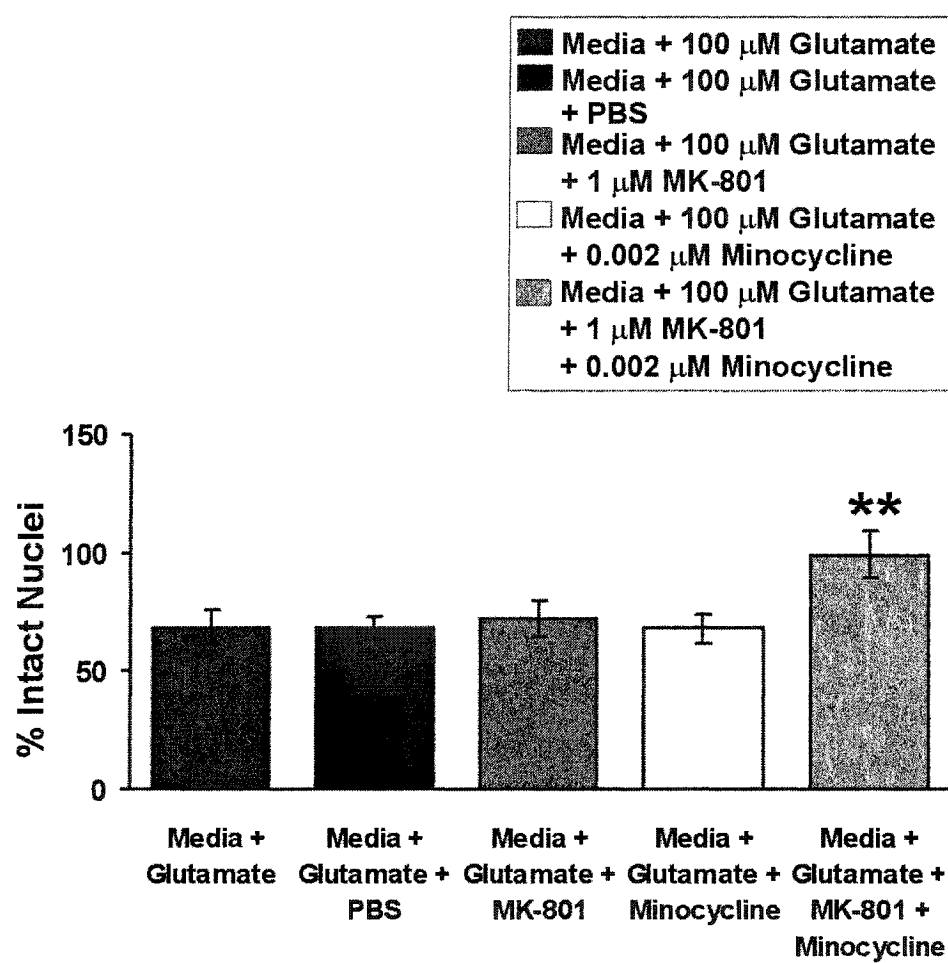 Media + 100 μM Glutamate
Media + 100 μM Glutamate
+ PBS
Media + 100 μM Glutamate
+ 1 μM MK-801
Media + 100 μM Glutamate
+ 0.002 μM Minocycline
Media + 100 μM Glutamate
+ 1 μM MK-801
+ 0.002 μM Minocycline
% Intact Nuclei
150
100
50
0
**
Media +
Glutamate
Media +
Glutamate +
PBS
Media +
Glutamate +
MK-801
Media +
Glutamate +
Minocycline
Media +
Glutamate +
MK-801 +
Minocycline